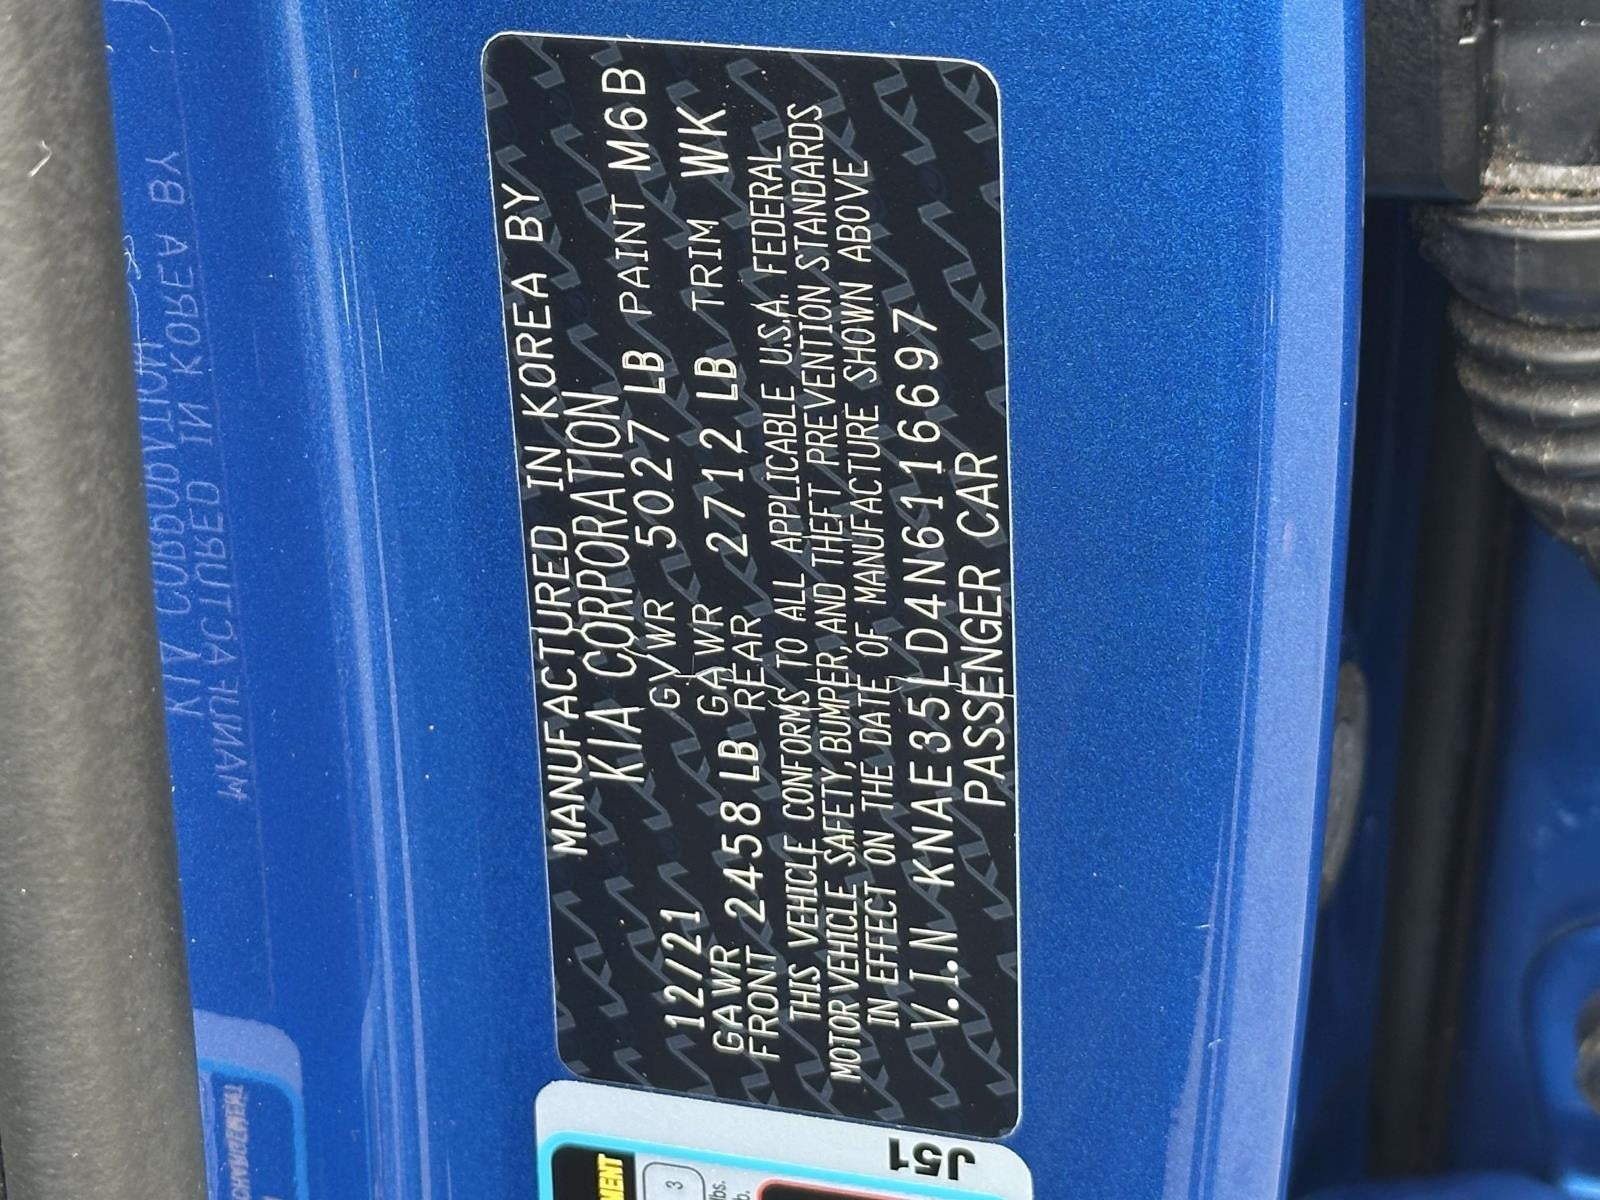 MANUFACTURED IN KOREA BY
KIA CORPORATION
12/21 GVWR 5027 LB PAINT M6B
GAWR FRONT 2458 LB GAWR REAR 2712 LB TRIM WK
THIS VEHICLE CONFORMS TO ALL APPLICABLE U.S.A. FEDERAL
MOTOR VEHICLE SAFETY, BUMPER, AND THEFT PREVENTION STANDARDS
IN EFFECT ON THE DATE OF MANUFACTURE SHOWN ABOVE
V.I.N KNAE35LD4N6116697
PASSENGER CAR
J51
3
lbs.